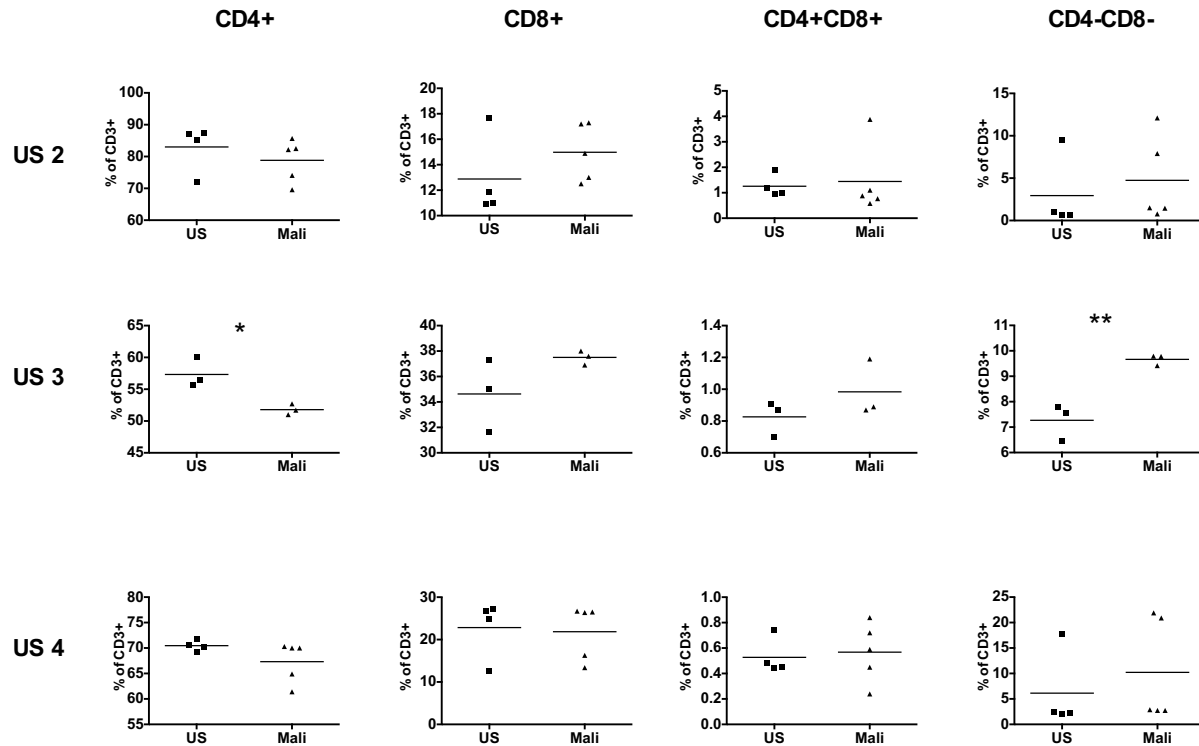 CD4+ CD8+ CD4+CD8+ CD4-CD8-
US 2
% of CD3+
100
90
80
70
60
US Mali
% of CD3+
20
18
16
14
12
10
US Mali
% of CD3+
5
4
3
2
1
0
US Mali
% of CD3+
15
10
5
0
US Mali
US 3
% of CD3+
65
60
55
50
45
*
US Mali
% of CD3+
40
38
36
34
32
30
US Mali
% of CD3+
1.4
1.2
1.0
0.8
0.6
US Mali
% of CD3+
11
10
9
8
7
6
**
US Mali
US 4
% of CD3+
80
75
70
65
60
55
US Mali
% of CD3+
30
20
10
0
US Mali
% of CD3+
1.0
0.8
0.6
0.4
0.2
0.0
US Mali
% of CD3+
25
20
15
10
5
0
US Mali